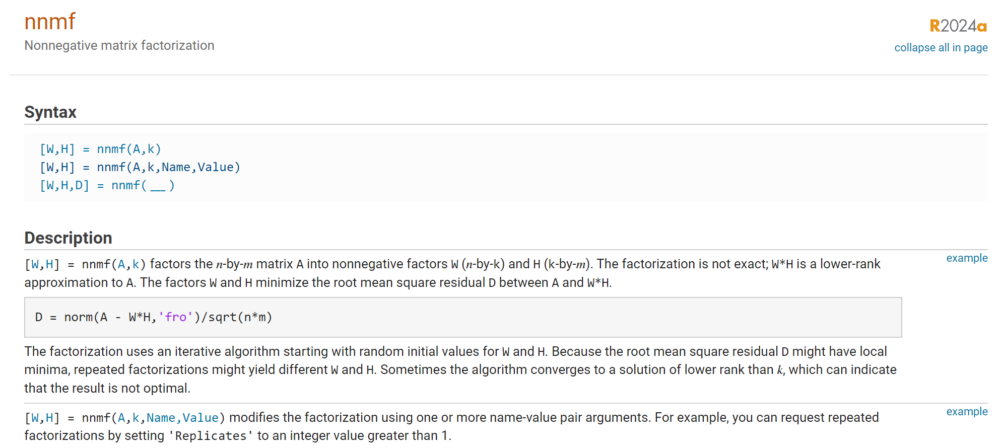 nnmf
R2024a
Nonnegative matrix factorization
collapse all in page
Syntax
[W,H] = nnmf(A,k)
[W,H] = nnmf(A,k,Name,Value)
[W,H,D] = nnmf( ___ )
Description
[W,H] = nnmf(A,k) factors the n-by-m matrix A into nonnegative factors W (n-by-k) and H (k-by-m). The factorization is not exact; W*H is a lower-rank
example
approximation to A. The factors W and H minimize the root mean square residual D between A and W*H.
D = norm(A - W*H,'fro')/sqrt(n*m)
The factorization uses an iterative algorithm starting with random initial values for W and H. Because the root mean square residual D might have local
minima, repeated factorizations might yield different W and H. Sometimes the algorithm converges to a solution of lower rank than k, which can indicate
that the result is not optimal.
[W,H] = nnmf(A,k,Name,Value) modifies the factorization using one or more name-value pair arguments. For example, you can request repeated
example
factorizations by setting 'Replicates' to an integer value greater than 1.